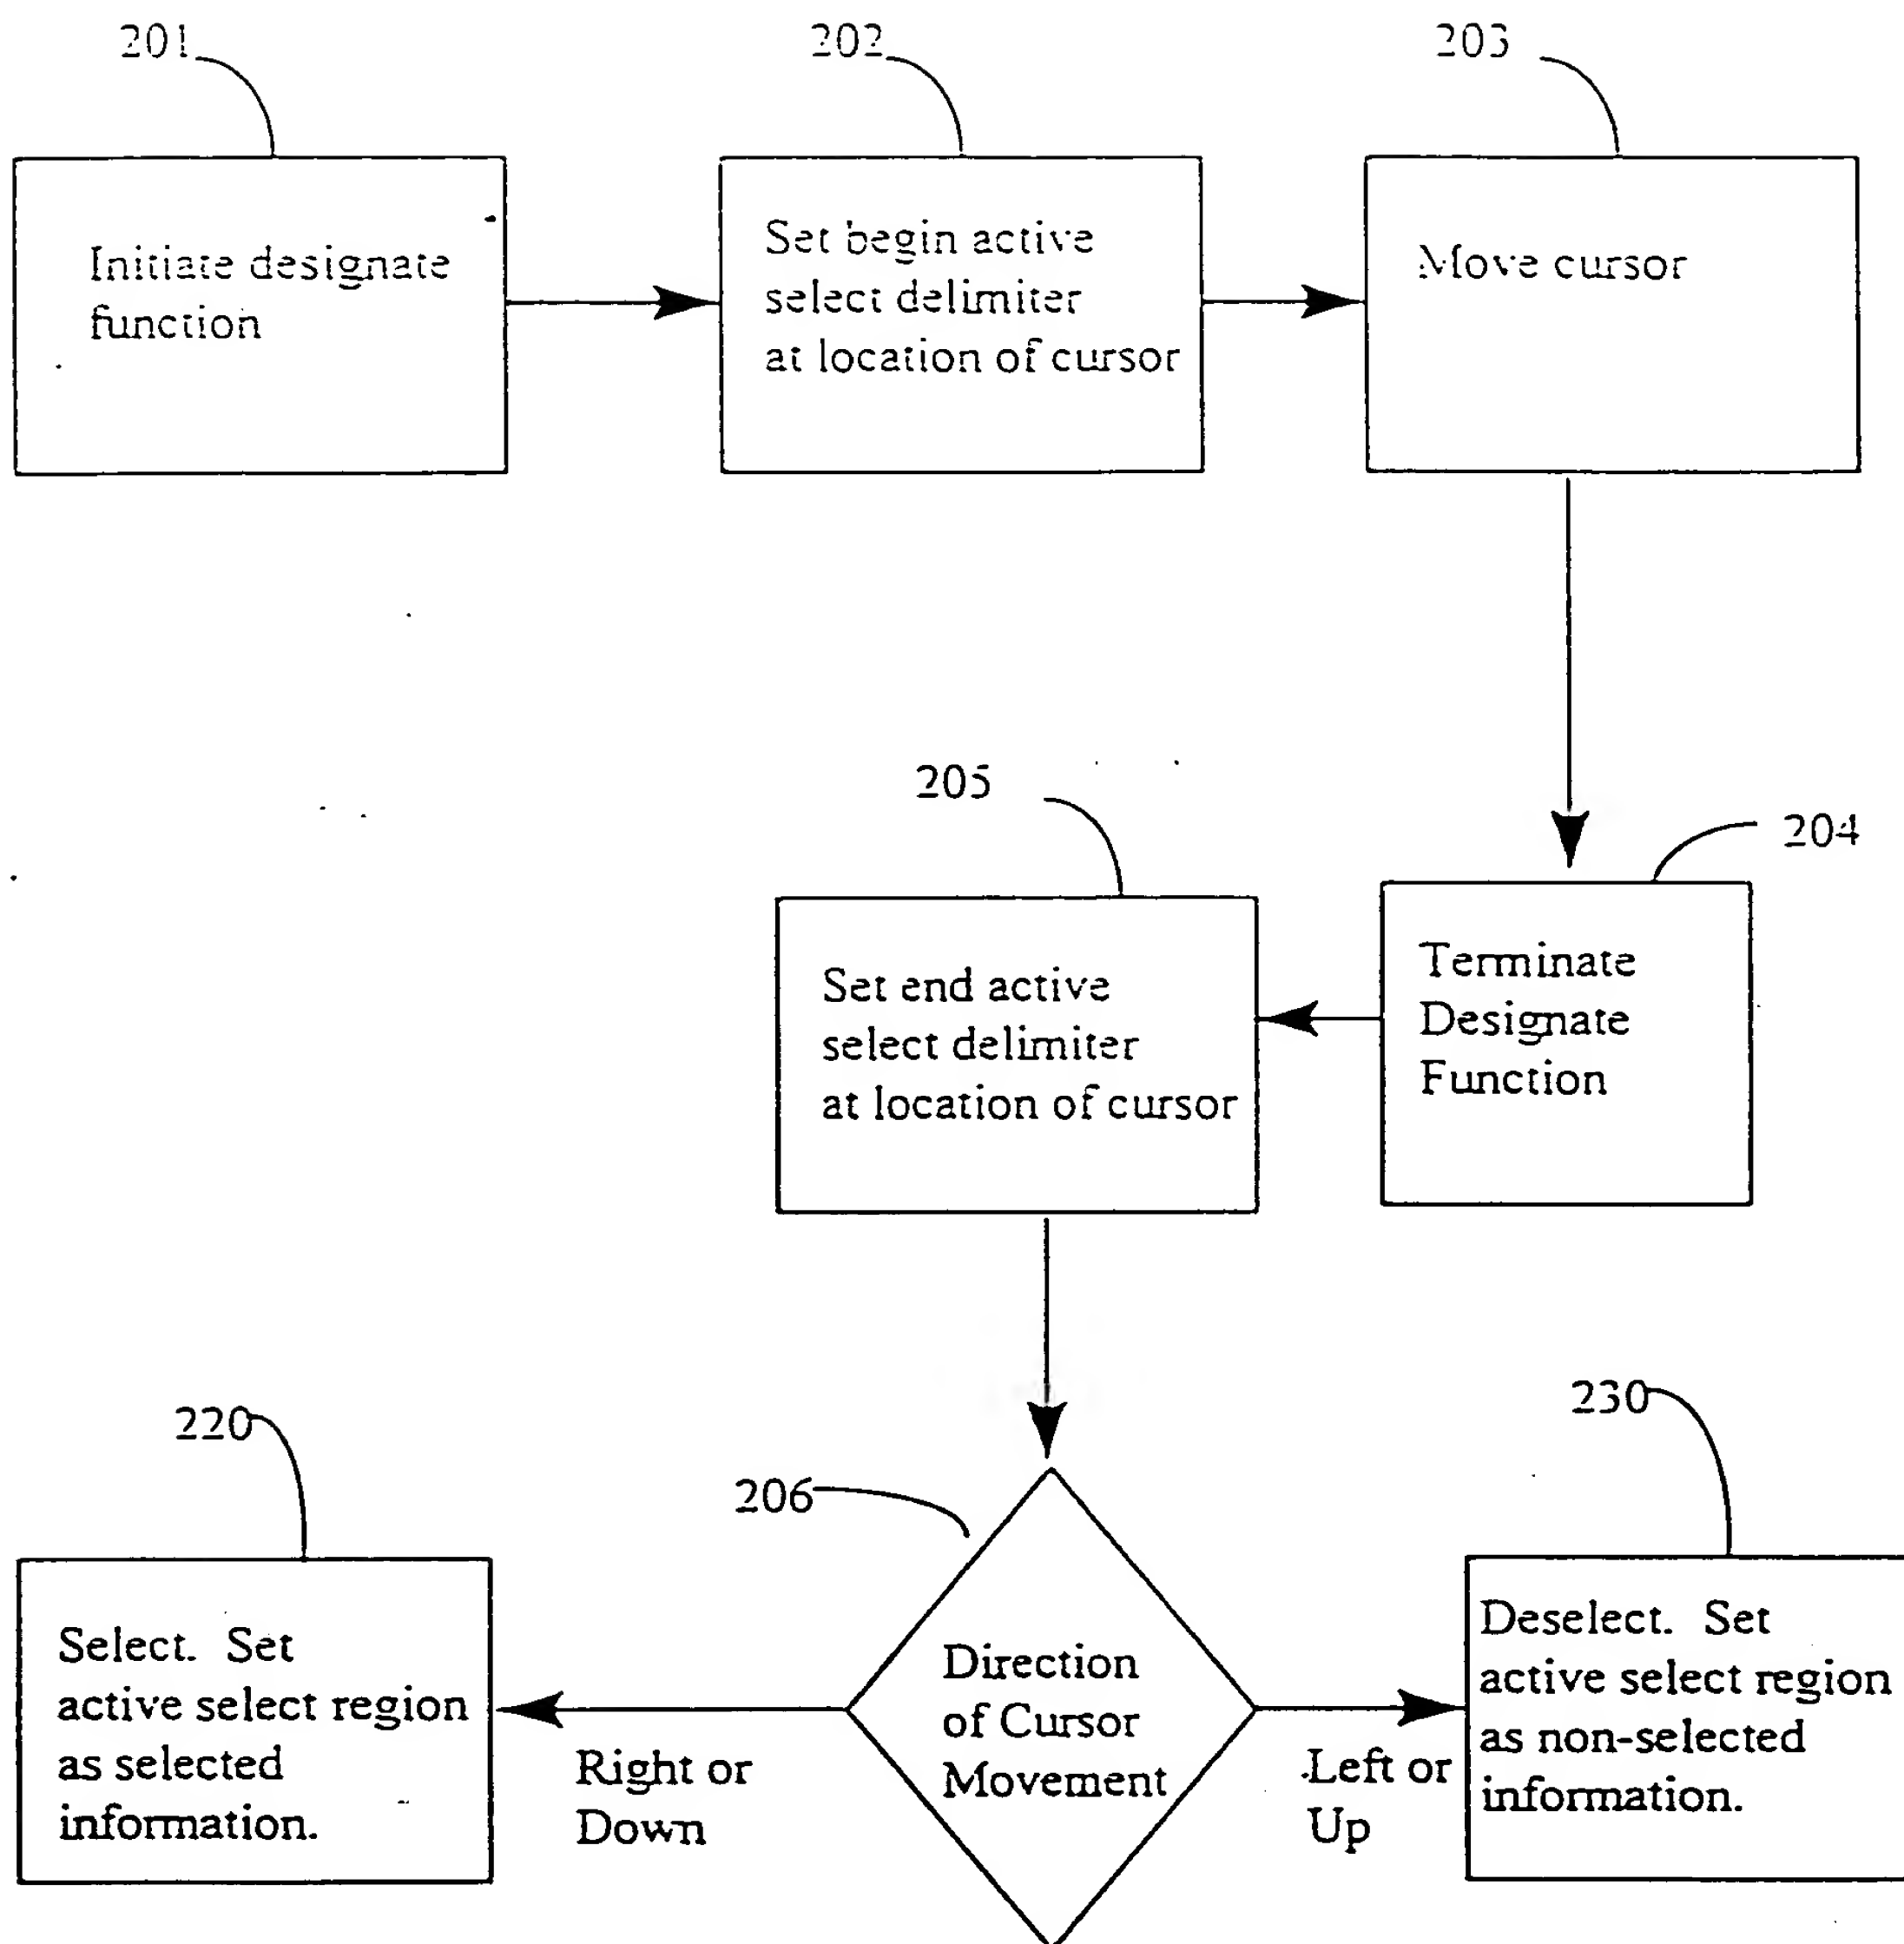 201
Initiate designate
function
202
Set begin active
select delimiter
at location of cursor
203
Move cursor
204
Terminate
Designate
Function
205
Set end active
select delimiter
at location of cursor
206
Direction
of Cursor
Movement
Right or
Down
Left or
Up
220
Select. Set
active select region
as selected
information.
230
Deselect. Set
active select region
as non-selected
information.